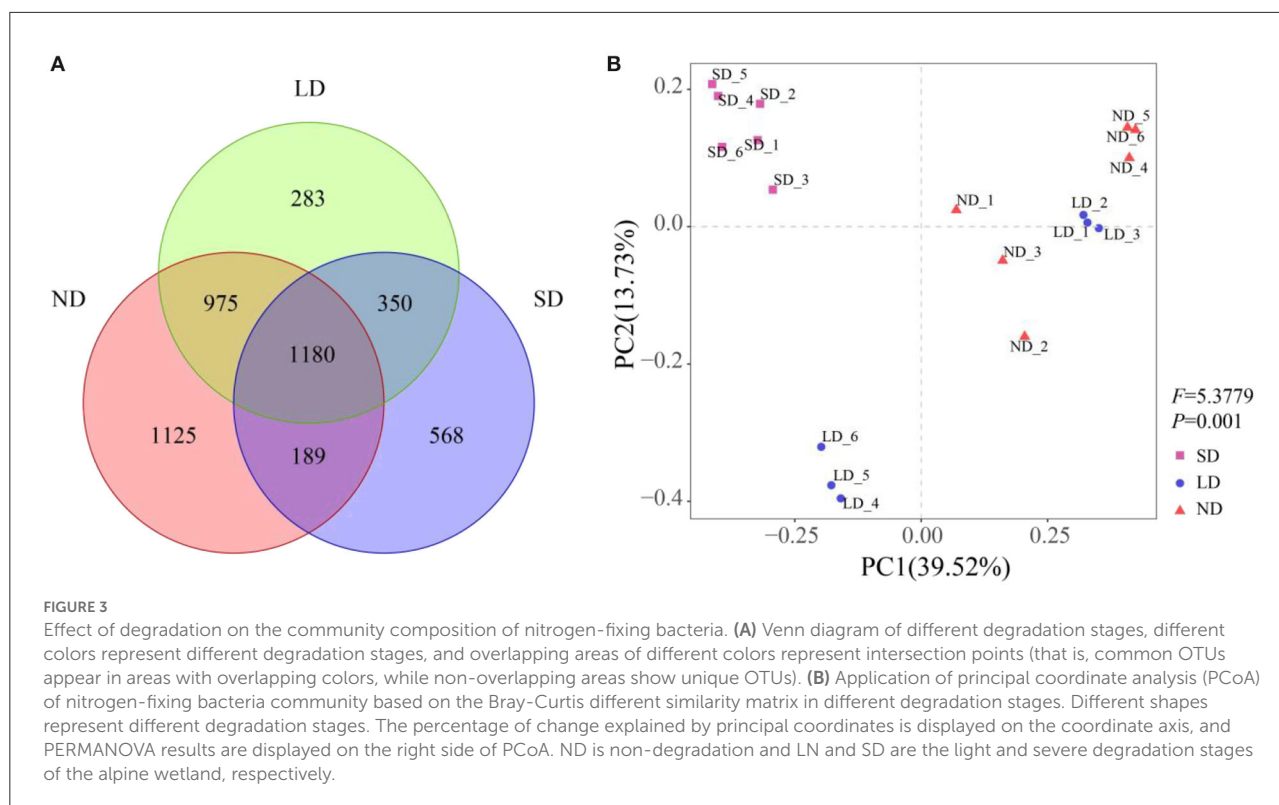 A
LD
283
ND
975
350
SD
1180
1125
189
568
B
SD_5
SD_4
SD_2
SD_6
SD_1
SD_3
ND_5
ND_6
ND_4
ND_1
LD_2
LD_1
LD_3
ND_3
ND_2
LD_6
LD_5
LD_4
0.2
0.0
−0.2
−0.4
PC2(13.73%)
−0.25
0.00
0.25
PC1(39.52%)
F=5.3779
P=0.001
SD
LD
ND
FIGURE 3
Effect of degradation on the community composition of nitrogen-fixing bacteria. (A) Venn diagram of different degradation stages, different
colors represent different degradation stages, and overlapping areas of different colors represent intersection points (that is, common OTUs
appear in areas with overlapping colors, while non-overlapping areas show unique OTUs). (B) Application of principal coordinate analysis (PCoA)
of nitrogen-fixing bacteria community based on the Bray-Curtis different similarity matrix in different degradation stages. Different shapes
represent different degradation stages. The percentage of change explained by principal coordinates is displayed on the coordinate axis, and
PERMANOVA results are displayed on the right side of PCoA. ND is non-degradation and LN and SD are the light and severe degradation stages
of the alpine wetland, respectively.